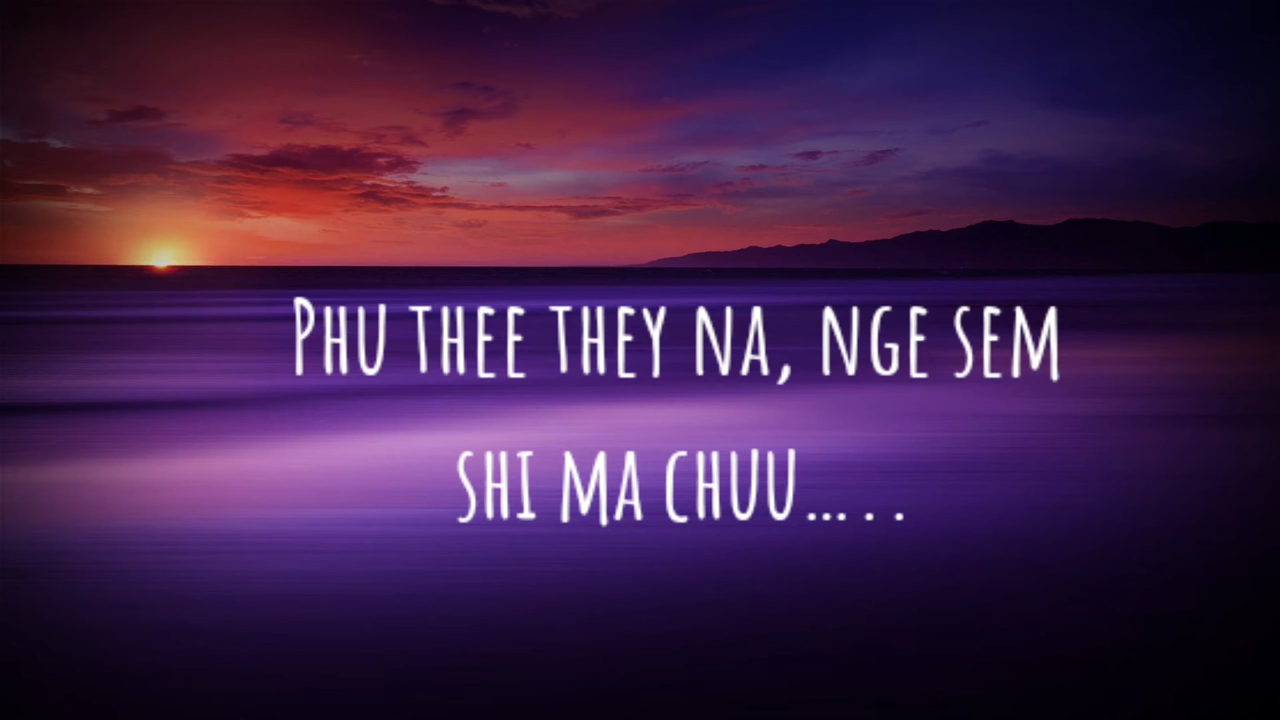 Phu thee they na, nge sem
shi ma chuu... . .